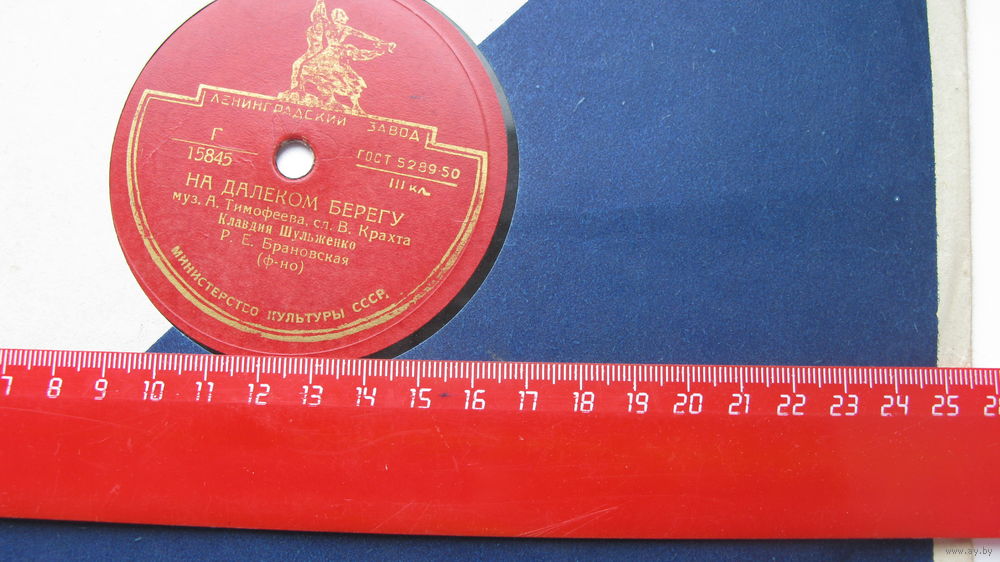 ЛЕНИНГРАДСКИЙ ЗАВОД
Г
15845
ГОСТ 5289-50
III кл
НА ДАЛЕКОМ БЕРЕГУ
муз. А. Тимофеева, сл. В. Крахта
Клавдия Шульженко
Р. Е. Брановская
(ф-но)
МИНИСТЕРСТВО КУЛЬТУРЫ СССР
7 8 9 10 11 12 13 14 15 16 17 18 19 20 21 22 23 24 25
www.ay.by